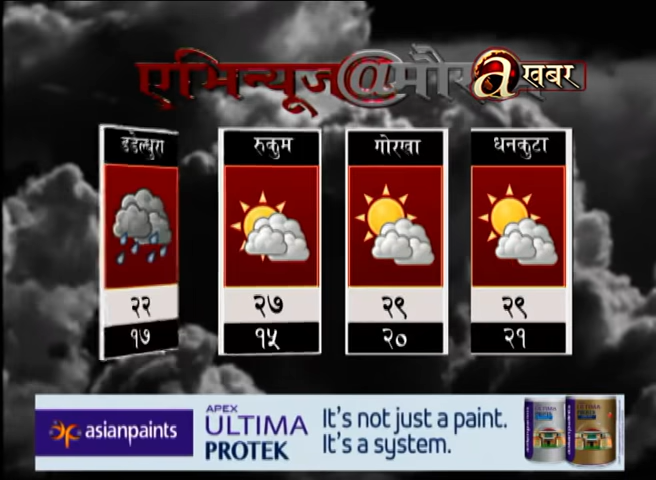 एभिन्यूज@मौस
a खबर
डडेल्धुरा
रुकुम
गोरखा
धनकुटा
२२
२७
२९
२९
१७
१५
२०
२१
asianpaints
APEX
ULTIMA
PROTEK
It's not just a paint.
It's a system.